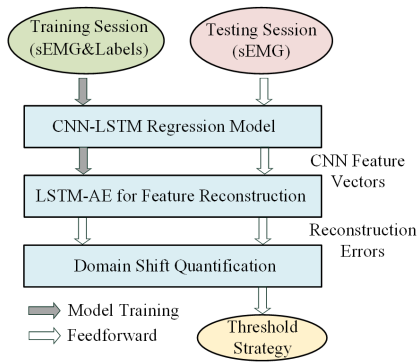 Training Session
(sEMG&Labels)
Testing Session
(sEMG)
CNN-LSTM Regression Model
CNN Feature
Vectors
LSTM-AE for Feature Reconstruction
Reconstruction
Errors
Domain Shift Quantification
Model Training
Feedforward
Threshold
Strategy